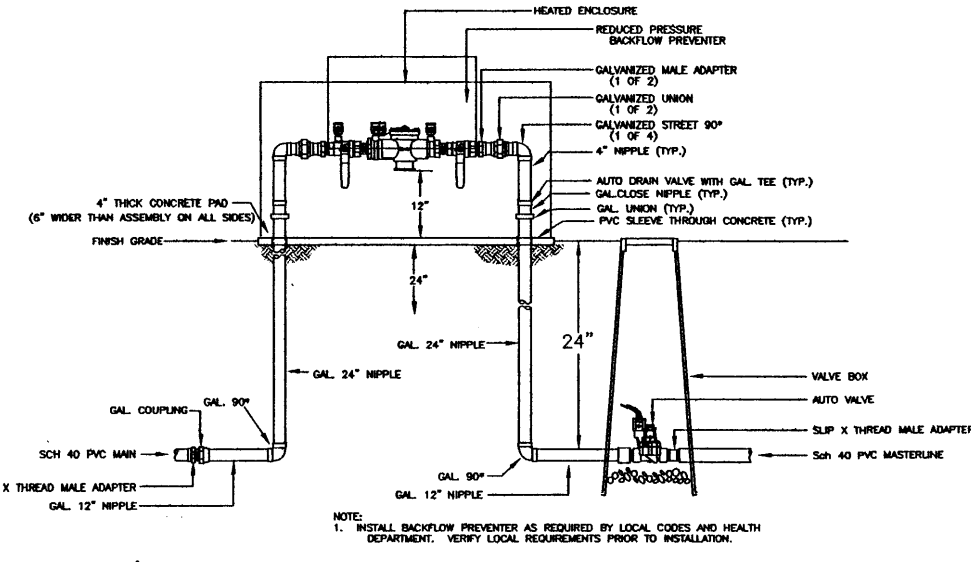 HEATED ENCLOSURE
REDUCED PRESSURE
BACKFLOW PREVENTER
GALVANIZED MALE ADAPTER
(1 OF 2)
GALVANIZED UNION
(1 OF 2)
GALVANIZED STREET 90°
(1 OF 4)
4" NIPPLE (TYP.)
AUTO DRAIN VALVE WITH GAL. TEE (TYP.)
GAL.CLOSE NIPPLE (TYP.)
GAL. UNION (TYP.)
PVC SLEEVE THROUGH CONCRETE (TYP.)
4" THICK CONCRETE PAD
(6" WIDER THAN ASSEMBLY ON ALL SIDES)
12"
FINISH GRADE
24"
24"
GAL. 24" NIPPLE
GAL. 24" NIPPLE
VALVE BOX
AUTO VALVE
GAL. 90°
GAL. COUPLING
SLIP X THREAD MALE ADAPTER
SCH 40 PVC MAIN
Sch 40 PVC MASTERLINE
X THREAD MALE ADAPTER
GAL. 90°
GAL. 12" NIPPLE
GAL. 12" NIPPLE
NOTE:
1. INSTALL BACKFLOW PREVENTER AS REQUIRED BY LOCAL CODES AND HEALTH
DEPARTMENT. VERIFY LOCAL REQUIREMENTS PRIOR TO INSTALLATION.